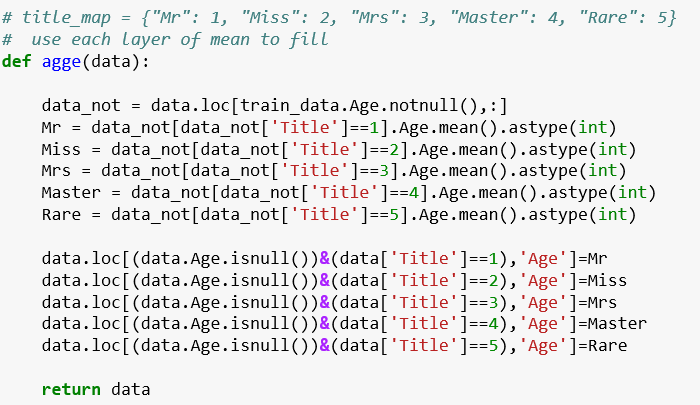 # title_map = {"Mr": 1, "Miss": 2, "Mrs": 3, "Master": 4, "Rare": 5}
#  use each layer of mean to fill
def agge(data):

    data_not = data.loc[train_data.Age.notnull(),:]
    Mr = data_not[data_not['Title']==1].Age.mean().astype(int)
    Miss = data_not[data_not['Title']==2].Age.mean().astype(int)
    Mrs = data_not[data_not['Title']==3].Age.mean().astype(int)
    Master = data_not[data_not['Title']==4].Age.mean().astype(int)
    Rare = data_not[data_not['Title']==5].Age.mean().astype(int)

    data.loc[(data.Age.isnull())&(data['Title']==1),'Age']=Mr
    data.loc[(data.Age.isnull())&(data['Title']==2),'Age']=Miss
    data.loc[(data.Age.isnull())&(data['Title']==3),'Age']=Mrs
    data.loc[(data.Age.isnull())&(data['Title']==4),'Age']=Master
    data.loc[(data.Age.isnull())&(data['Title']==5),'Age']=Rare

    return data